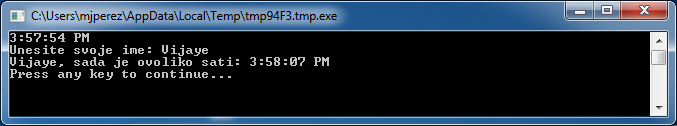 C:\Users\mjperez\AppData\Local\Temp\tmp94F3.tmp.exe
3:57:54 PM
Unesite svoje ime: Vijaye
Vijaye, sada je ovoliko sati: 3:58:07 PM
Press any key to continue...